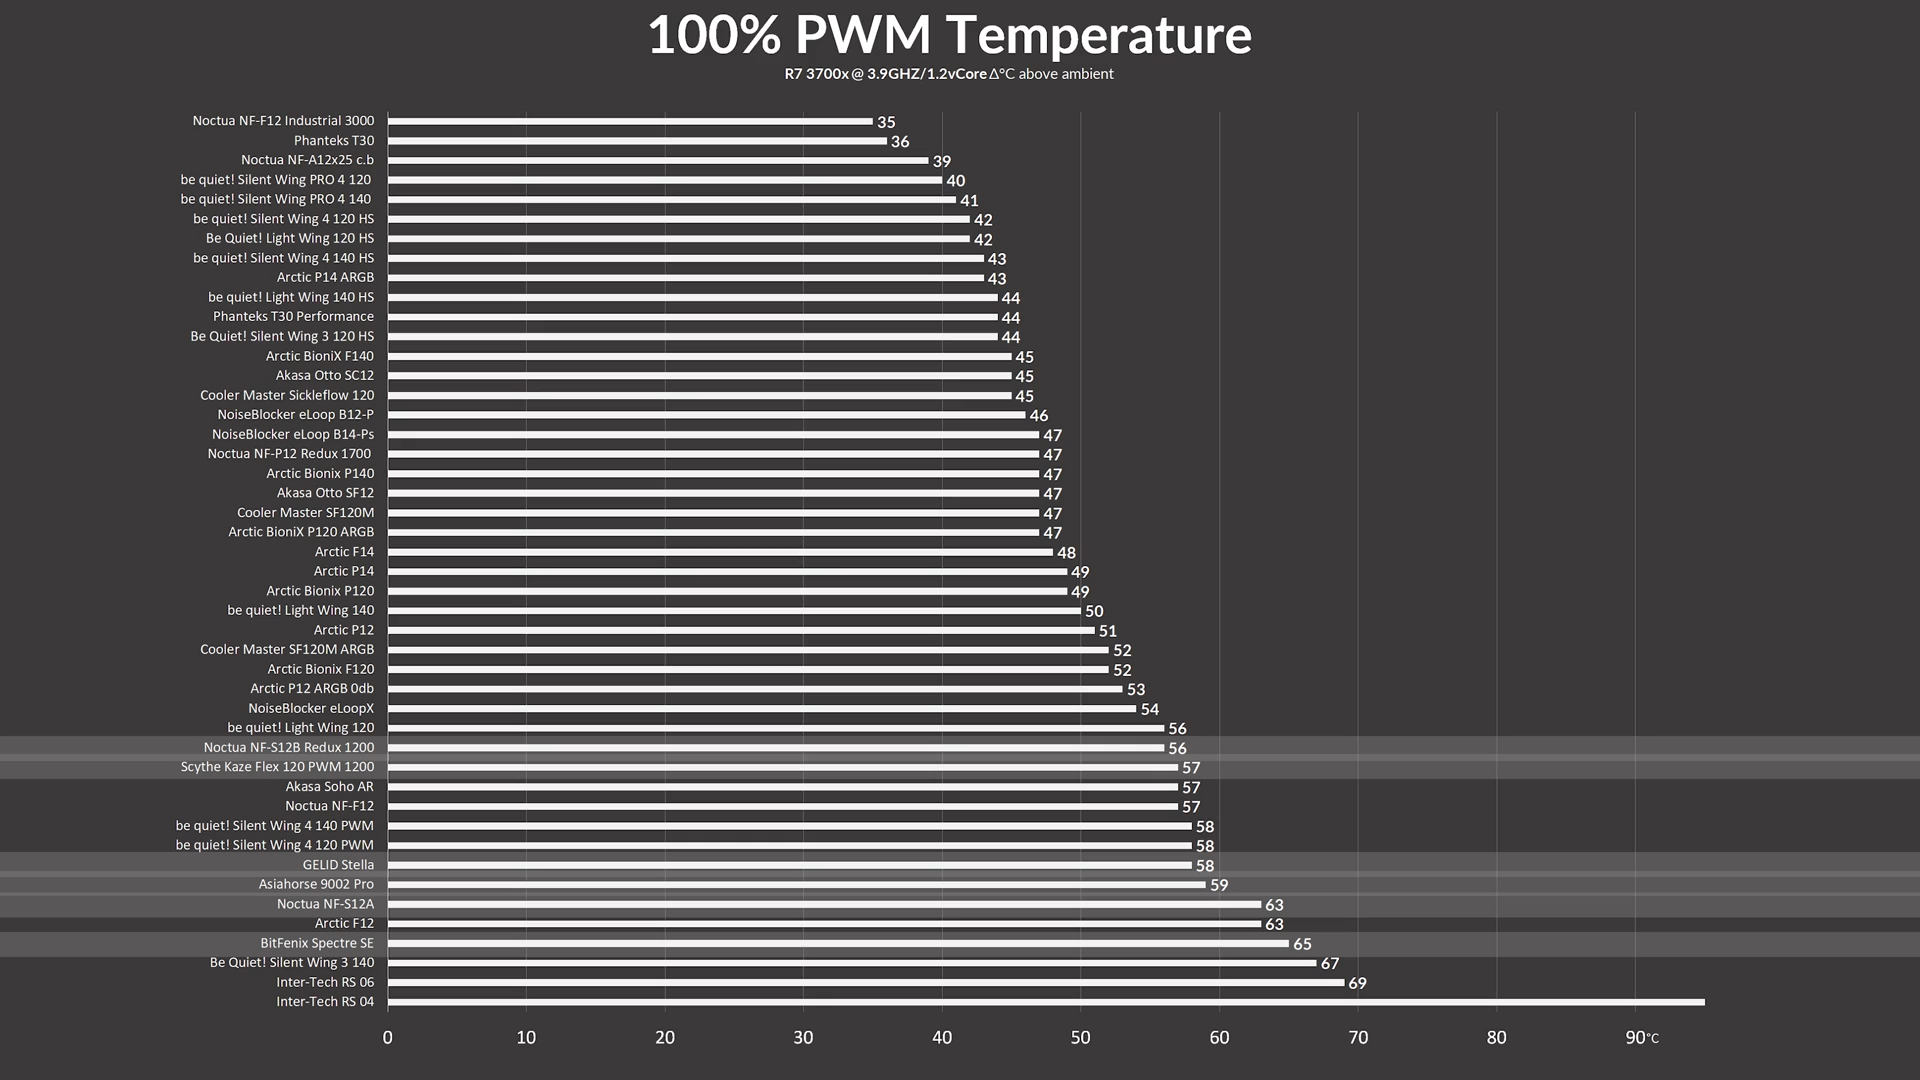 100% PWM Temperature
R7 3700x @ 3.9GHZ/1.2vCore Δ°C above ambient
Noctua NF-F12 Industrial 3000 35
Phanteks T30 36
Noctua NF-A12x25 c.b 39
be quiet! Silent Wing PRO 4 120 40
be quiet! Silent Wing PRO 4 140 41
be quiet! Silent Wing 4 120 HS 42
Be Quiet! Light Wing 120 HS 42
be quiet! Silent Wing 4 140 HS 43
Arctic P14 ARGB 43
be quiet! Light Wing 140 HS 44
Phanteks T30 Performance 44
Be Quiet! Silent Wing 3 120 HS 44
Arctic BioniX F140 45
Akasa Otto SC12 45
Cooler Master Sickleflow 120 45
NoiseBlocker eLoop B12-P 46
NoiseBlocker eLoop B14-Ps 47
Noctua NF-P12 Redux 1700 47
Arctic Bionix P140 47
Akasa Otto SF12 47
Cooler Master SF120M 47
Arctic BioniX P120 ARGB 47
Arctic F14 48
Arctic P14 49
Arctic Bionix P120 49
be quiet! Light Wing 140 50
Arctic P12 51
Cooler Master SF120M ARGB 52
Arctic Bionix F120 52
Arctic P12 ARGB 0db 53
NoiseBlocker eLoopX 54
be quiet! Light Wing 120 56
Noctua NF-S12B Redux 1200 56
Scythe Kaze Flex 120 PWM 1200 57
Akasa Soho AR 57
Noctua NF-F12 57
be quiet! Silent Wing 4 140 PWM 58
be quiet! Silent Wing 4 120 PWM 58
GELID Stella 58
Asiahorse 9002 Pro 59
Noctua NF-S12A 63
Arctic F12 63
BitFenix Spectre SE 65
Be Quiet! Silent Wing 3 140 67
Inter-Tech RS 06 69
Inter-Tech RS 04
0 10 20 30 40 50 60 70 80 90°C